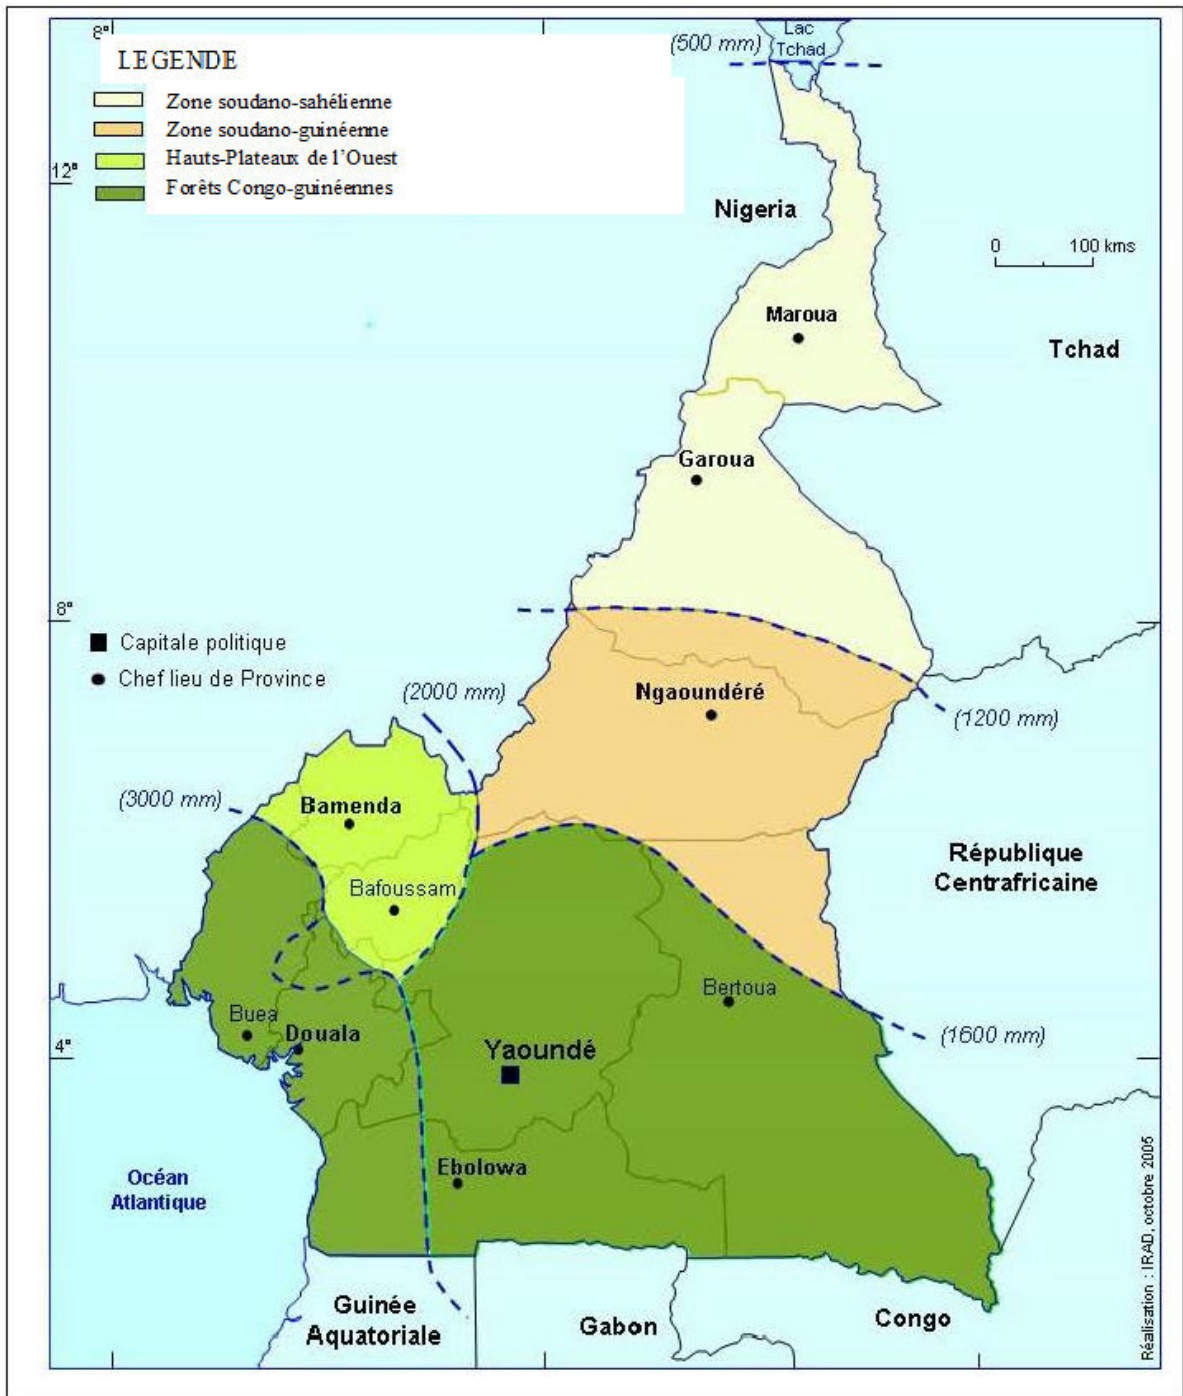 8°
LEGENDE
Zone soudano-sahélienne
Zone soudano-guinéenne
Hauts-Plateaux de l'Ouest
Forêts Congo-guinéennes
(500 mm)
Lac
Tchad
12°
Nigeria
0 100 kms
Maroua
Tchad
Garoua
8°
Capitale politique
Chef lieu de Province
(2000 mm)
Ngaoundéré
(1200 mm)
(3000 mm)
Bamenda
République
Centrafricaine
Bafoussam
Bertoua
Buea
Douala
(1600 mm)
4°
Yaoundé
Ebolowa
Océan
Atlantique
Guinée
Aquatoriale
Gabon
Congo
Réalisation : IRAD, octobre 2005